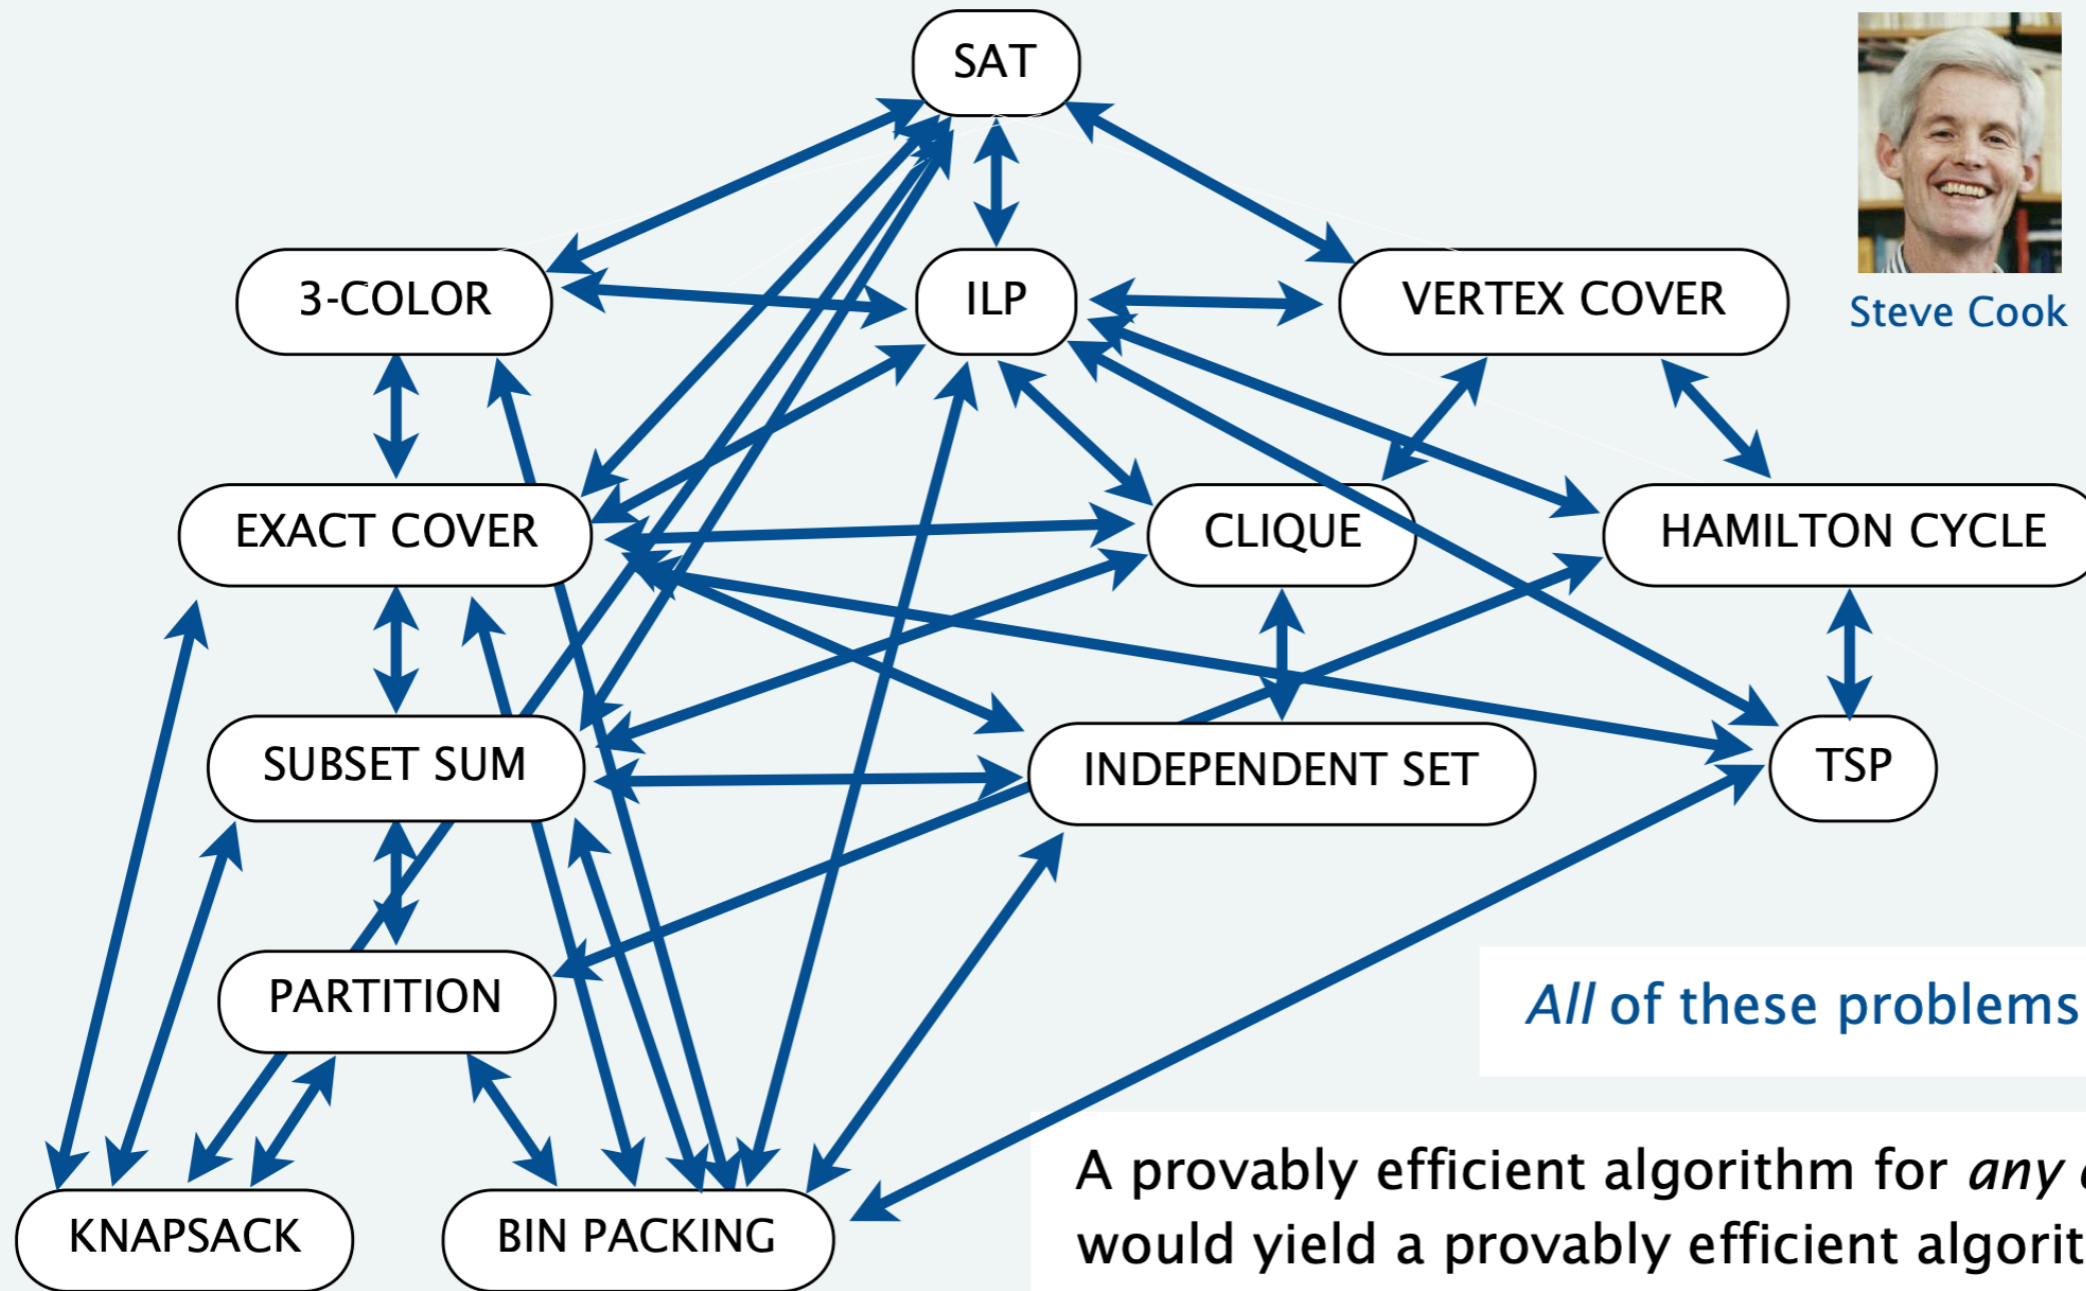 SAT
3-COLOR
ILP
VERTEX COVER
Steve Cook
EXACT COVER
CLIQUE
HAMILTON CYCLE
SUBSET SUM
INDEPENDENT SET
TSP
PARTITION
All of these problems
KNAPSACK
BIN PACKING
A provably efficient algorithm for any
would yield a provably efficient algorit